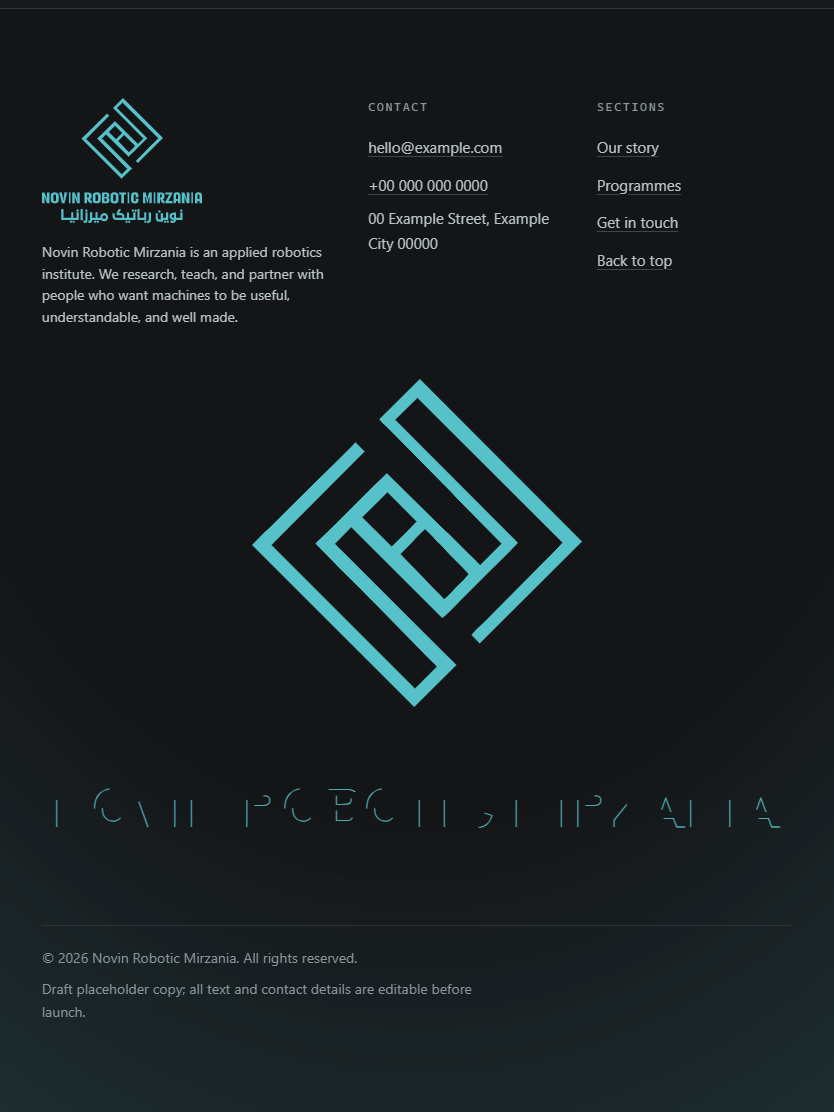 NOVIN ROBOTIC MIRZANIA
نوین رباتیک میرزانیا
Novin Robotic Mirzania is an applied robotics
institute. We research, teach, and partner with
people who want machines to be useful,
understandable, and well made.
CONTACT
hello@example.com
+00 000 000 0000
00 Example Street, Example
City 00000
SECTIONS
Our story
Programmes
Get in touch
Back to top
© 2026 Novin Robotic Mirzania. All rights reserved.
Draft placeholder copy; all text and contact details are editable before
launch.